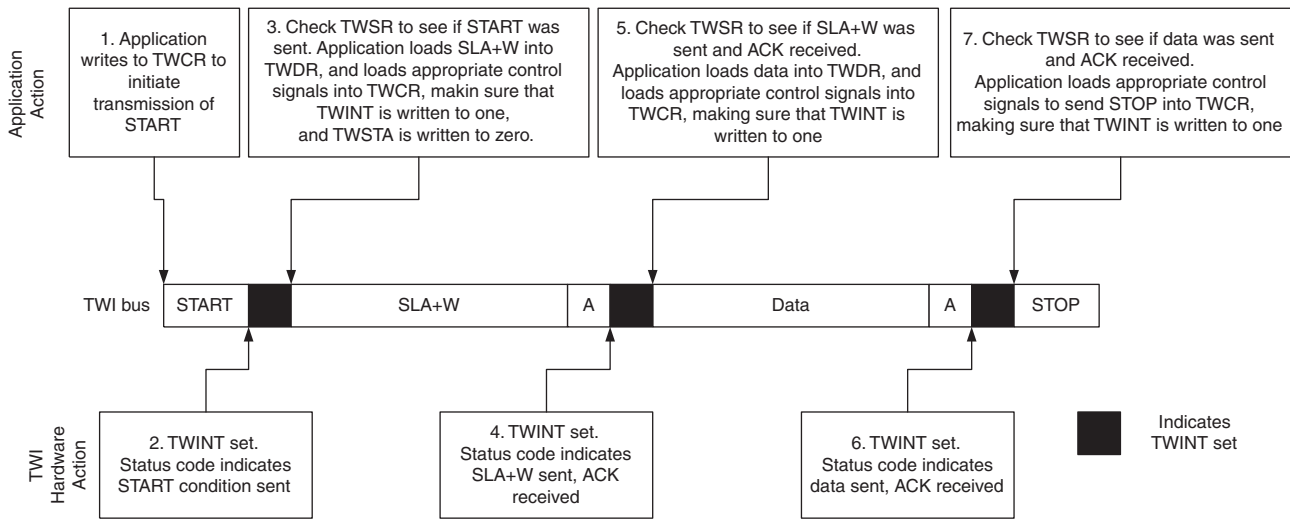 Application
Action
1. Application
writes to TWCR to
initiate
transmission of
START
3. Check TWSR to see if START was
sent. Application loads SLA+W into
TWDR, and loads appropriate control
signals into TWCR, makin sure that
TWINT is written to one,
and TWSTA is written to zero.
5. Check TWSR to see if SLA+W was
sent and ACK received.
Application loads data into TWDR, and
loads appropriate control signals into
TWCR, making sure that TWINT is
written to one
7. Check TWSR to see if data was sent
and ACK received.
Application loads appropriate control
signals to send STOP into TWCR,
making sure that TWINT is written to one
TWI bus
START
SLA+W
A
Data
A
STOP
TWI
Hardware
Action
2. TWINT set.
Status code indicates
START condition sent
4. TWINT set.
Status code indicates
SLA+W sent, ACK
received
6. TWINT set.
Status code indicates
data sent, ACK received
Indicates
TWINT set